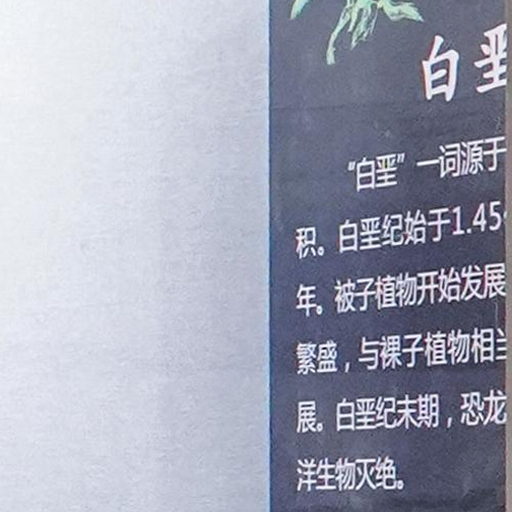 白垩
“白垩”一词源于
积。白垩纪始于1.45
年。被子植物开始发展
繁盛，与裸子植物相当
展。白垩纪末期，恐龙
洋生物灭绝。